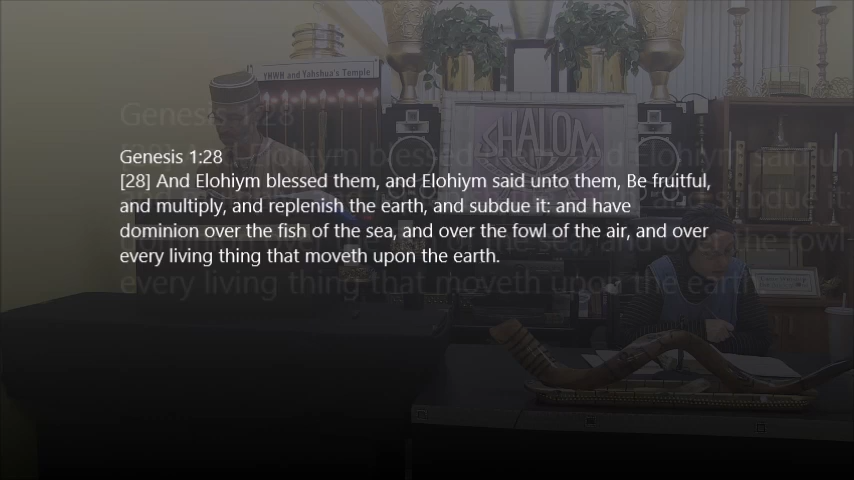 YHWH and Yahshua's Temple
SHALOM
Genesis 1:28
[28] And Elohiym blessed them, and Elohiym said unto them, Be fruitful,
and multiply, and replenish the earth, and subdue it: and have
dominion over the fish of the sea, and over the fowl of the air, and over
every living thing that moveth upon the earth.